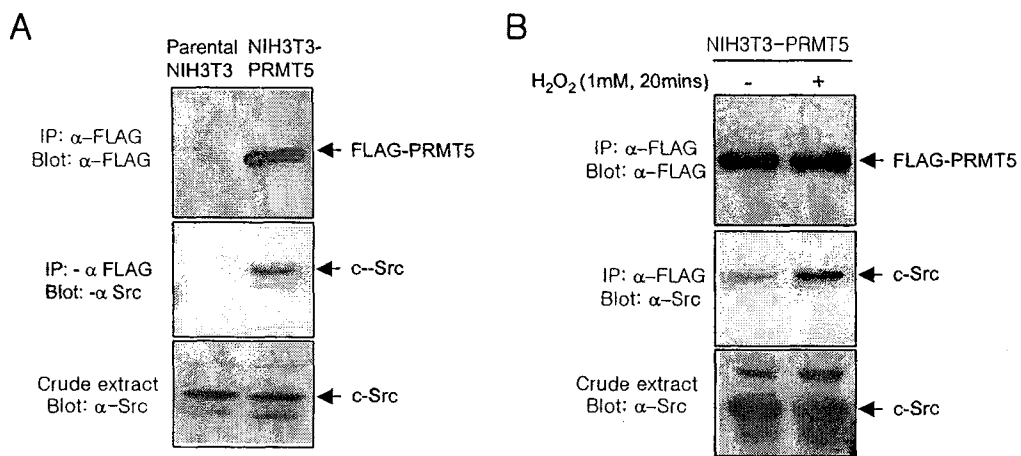 A
Parental NIH3T3-
NIH3T3 PRMT5
IP: α-FLAG
Blot: α-FLAG
FLAG-PRMT5
IP: - α FLAG
Blot: -α Src
c--Src
Crude extract
Blot: α-Src
c-Src
B
NIH3T3-PRMT5
H₂O₂ (1mM, 20mins) - +
IP: α-FLAG
Blot: α-FLAG
FLAG-PRMT5
IP: α-FLAG
Blot: α-Src
c-Src
Crude extract
Blot: α-Src
c-Src